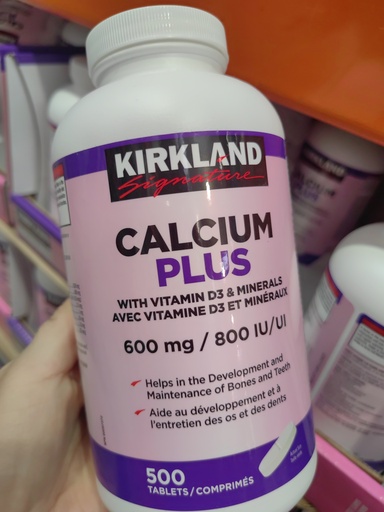 KIRKLAND
Signature
CALCIUM
PLUS
WITH VITAMIN D3 & MINERALS
AVEC VITAMINE D3 ET MINÉRAUX
600 mg / 800 IU/UI
Helps in the Development and
Maintenance of Bones and Teeth
Aide au développement et à
l'entretien des os et des dents
500
TABLETS/COMPRIMÉS
KIRKLAND
PLUS